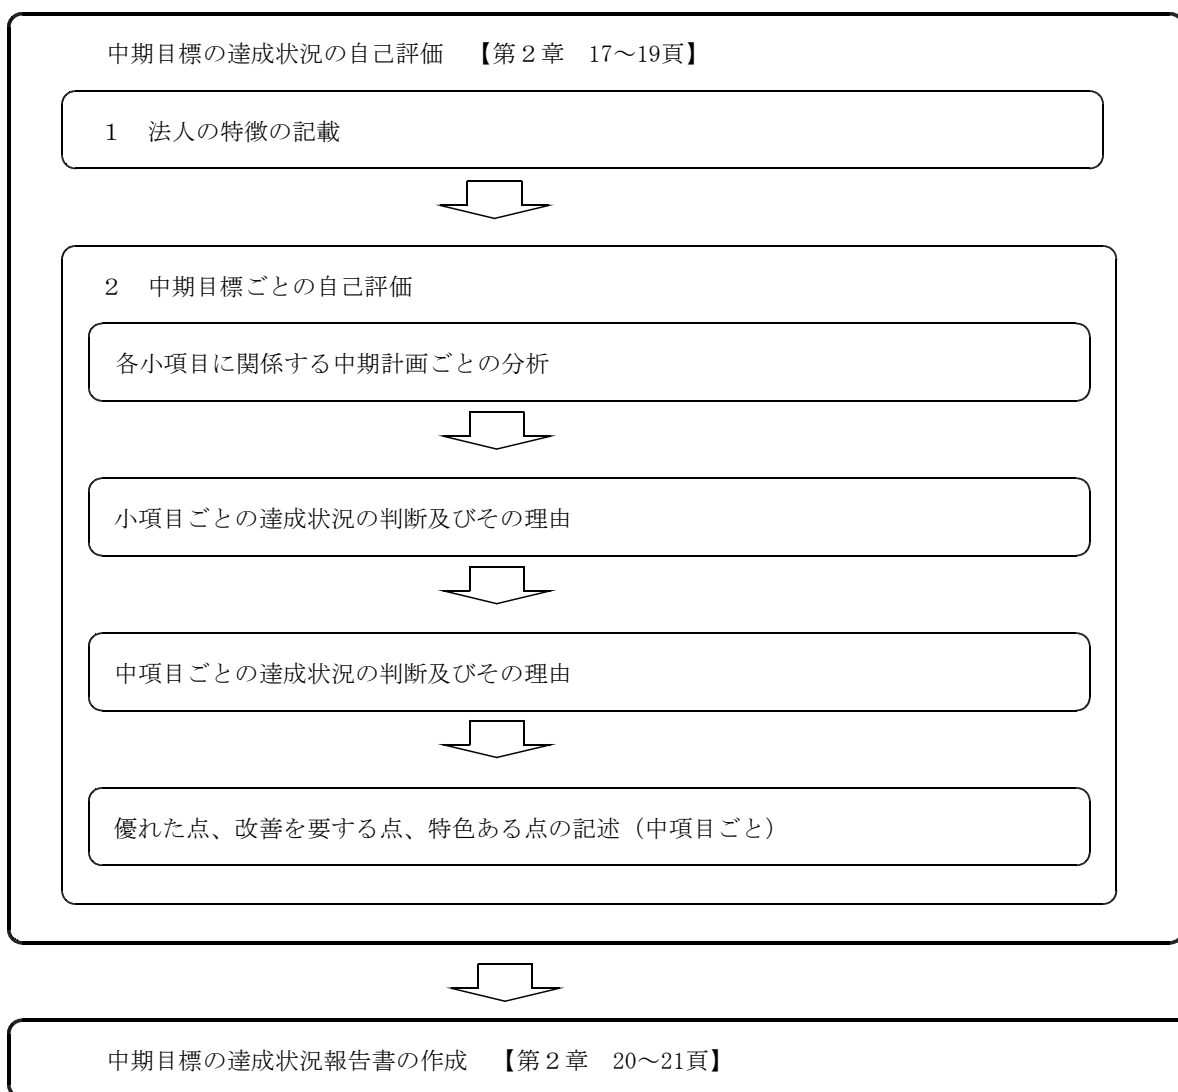 中期目標の達成状況の自己評価　【第２章　17～19頁】
１　法人の特徴の記載
２　中期目標ごとの自己評価
各小項目に関係する中期計画ごとの分析
小項目ごとの達成状況の判断及びその理由
中項目ごとの達成状況の判断及びその理由
優れた点、改善を要する点、特色ある点の記述（中項目ごと）
中期目標の達成状況報告書の作成　【第２章　20～21頁】